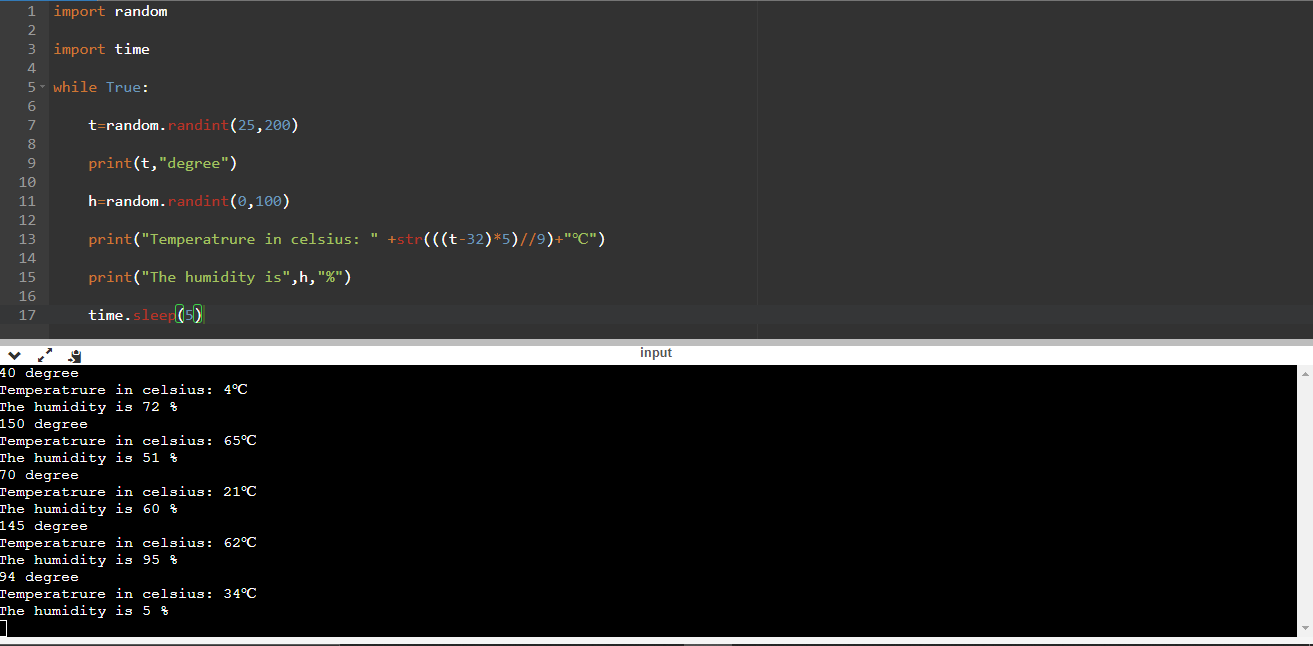 1 import random
2
3 import time
4
5 while True:
6
7 t=random.randint(25,200)
8
9 print(t,"degree")
10
11 h=random.randint(0,100)
12
13 print("Temperatrure in celsius: " +str(((t-32)*5)//9)+"℃")
14
15 print("The humidity is",h,"%")
16
17 time.sleep(5)
input
40 degree
Temperatrure in celsius: 4℃
The humidity is 72 %
150 degree
Temperatrure in celsius: 65℃
The humidity is 51 %
70 degree
Temperatrure in celsius: 21℃
The humidity is 60 %
145 degree
Temperatrure in celsius: 62℃
The humidity is 95 %
94 degree
Temperatrure in celsius: 34℃
The humidity is 5 %